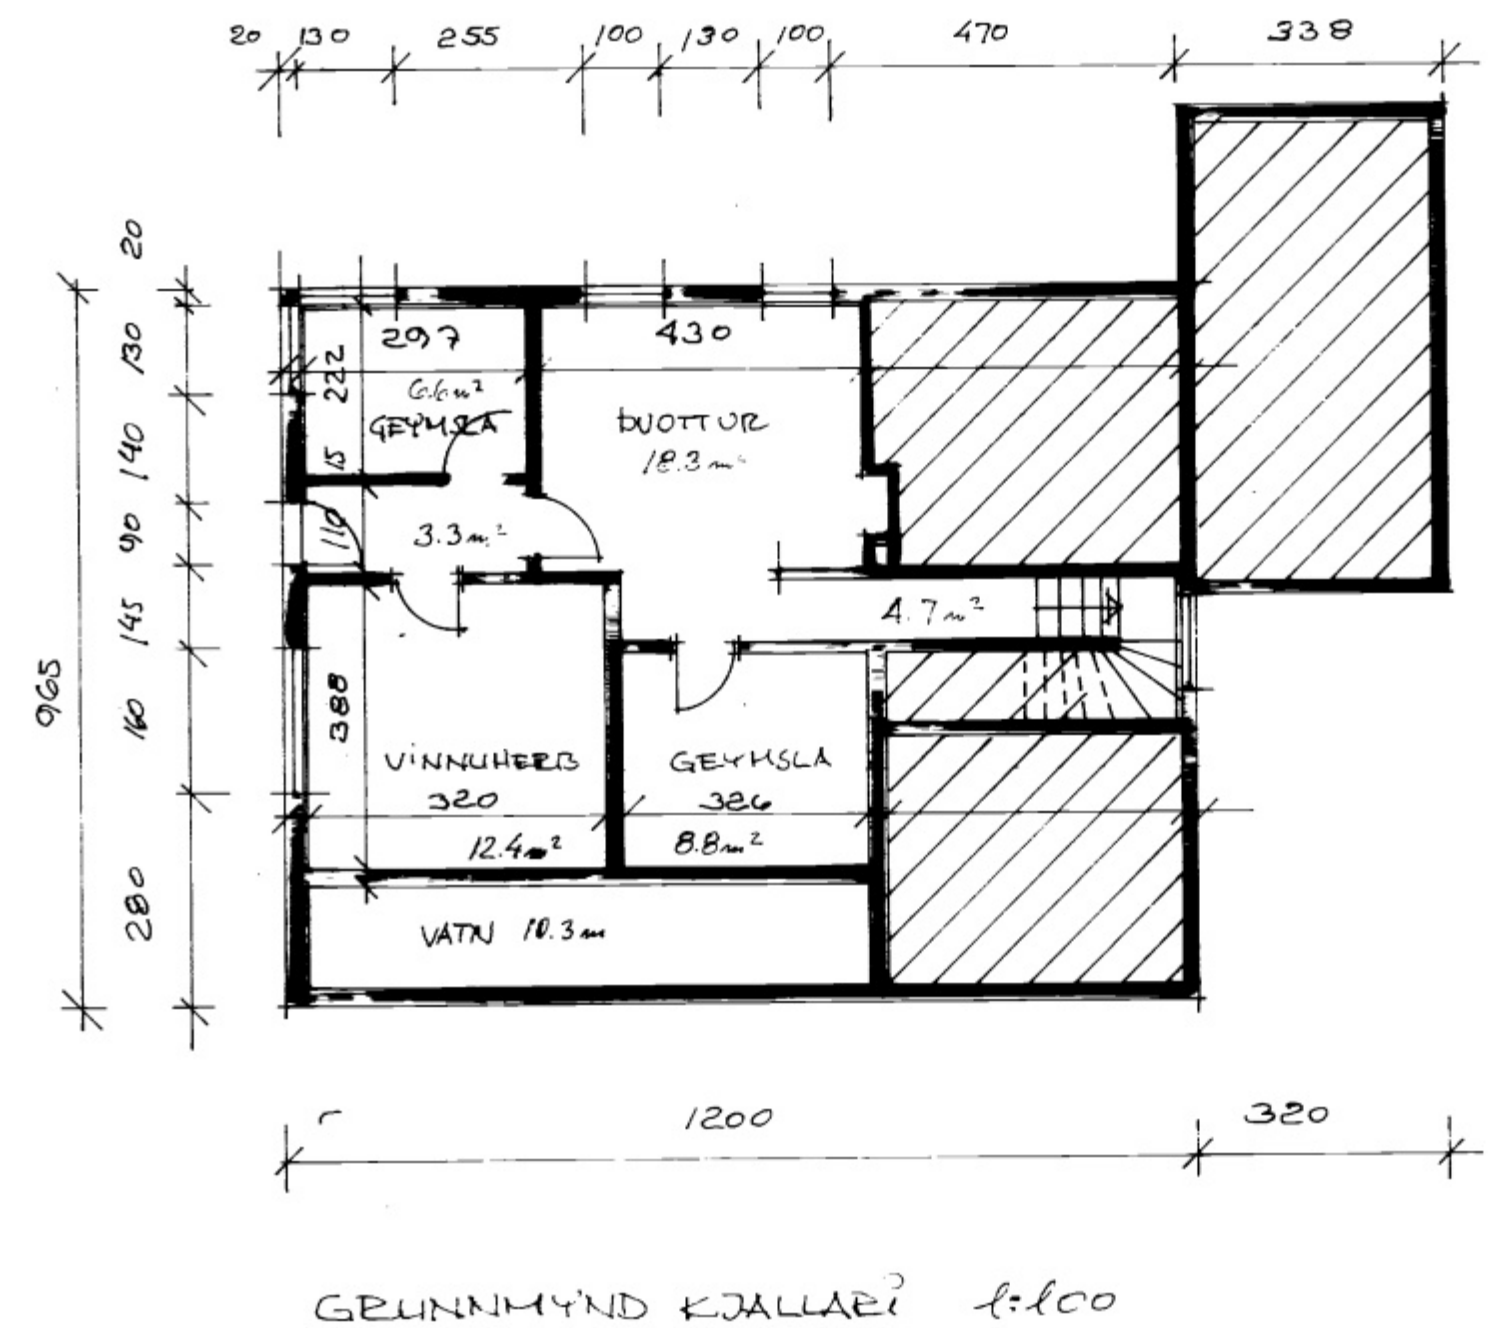 20 130 255 100 130 100 470 338
20
130
140
90
145
160
280
965
297
222
6.6m²
GEYMSLA
15
110
3.3m²
430
ÞVOTTUR
18.3m²
4.7m²
388
VINNUHERB
320
12.4m²
GEYMSLA
326
8.8m²
VATN 10.3m
1200 320
GRUNNMYND KJALLARI 1:100